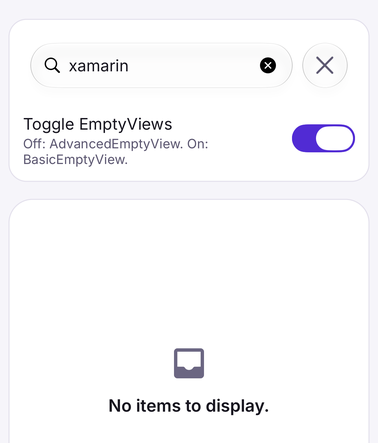 xamarin
Toggle EmptyViews
Off: AdvancedEmptyView. On:
BasicEmptyView.
No items to display.